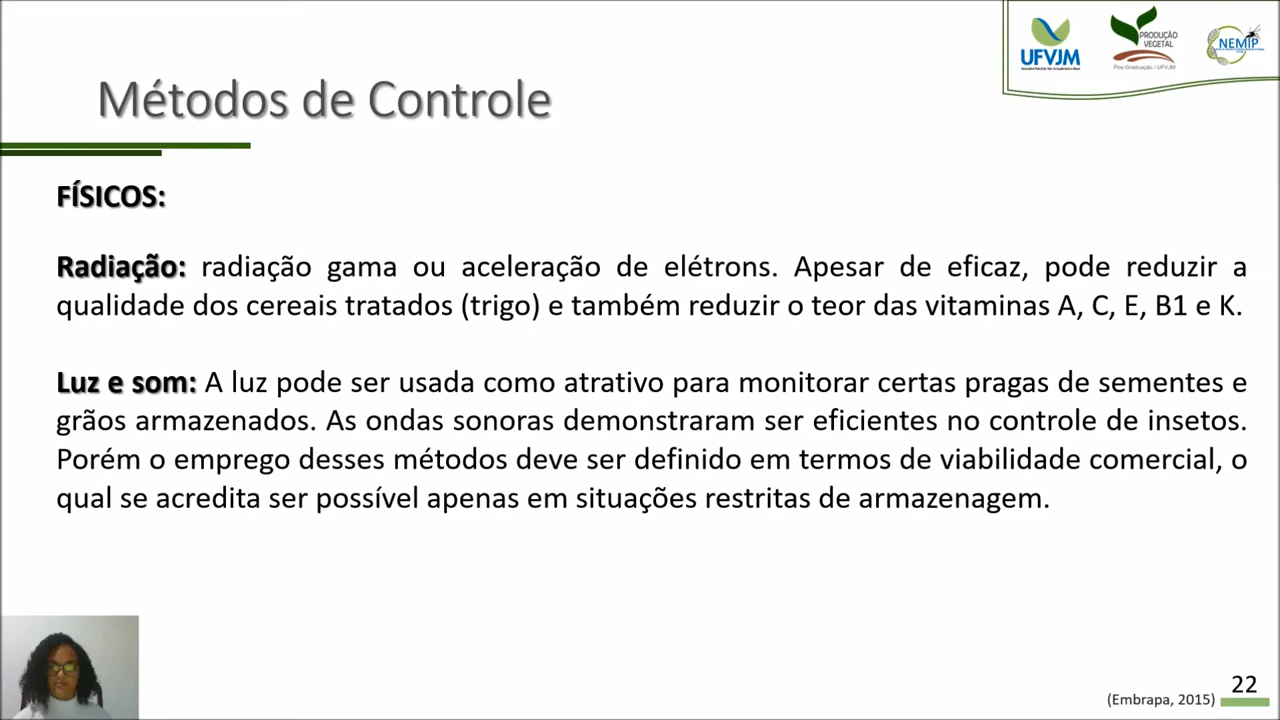 UFVJM
PRODUÇÃO
VEGETAL
Pós-Graduação / UFVJM
NEMIP
Métodos de Controle
FÍSICOS:
Radiação: radiação gama ou aceleração de elétrons. Apesar de eficaz, pode reduzir a
qualidade dos cereais tratados (trigo) e também reduzir o teor das vitaminas A, C, E, B1 e K.
Luz e som: A luz pode ser usada como atrativo para monitorar certas pragas de sementes e
grãos armazenados. As ondas sonoras demonstraram ser eficientes no controle de insetos.
Porém o emprego desses métodos deve ser definido em termos de viabilidade comercial, o
qual se acredita ser possível apenas em situações restritas de armazenagem.
(Embrapa, 2015)
22